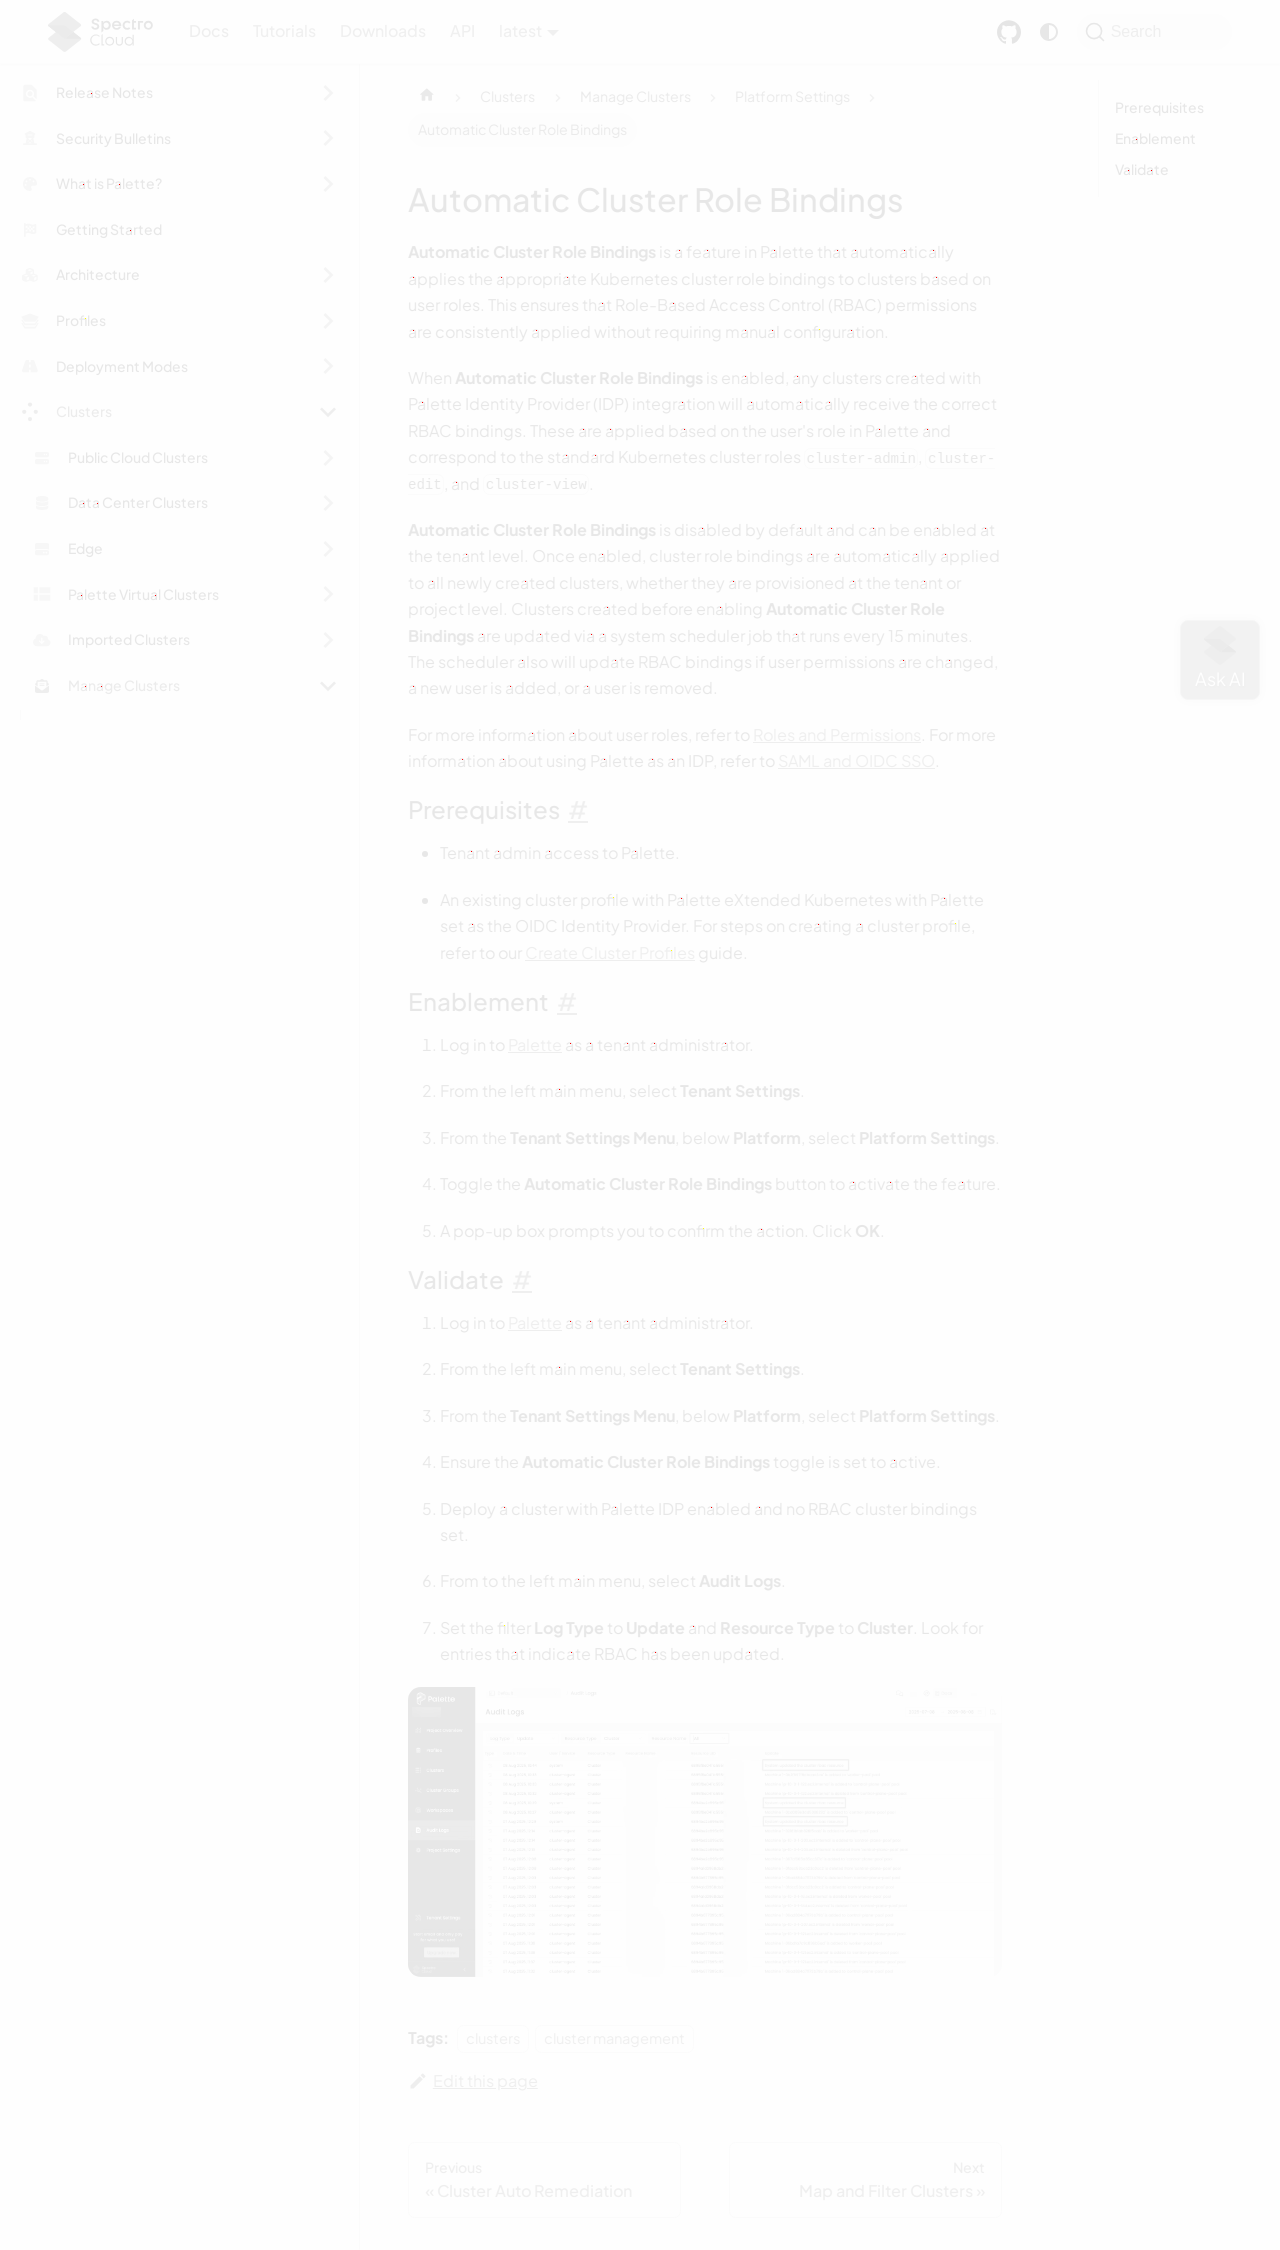 Spectro
Cloud
Docs
Tutorials
Downloads
API
latest
Search
Release Notes
Security Bulletins
What is Palette?
Getting Started
Architecture
Profiles
Deployment Modes
Clusters
Public Cloud Clusters
Data Center Clusters
Edge
Palette Virtual Clusters
Imported Clusters
Manage Clusters
Clusters
Manage Clusters
Platform Settings
Automatic Cluster Role Bindings
Automatic Cluster Role Bindings
Automatic Cluster Role Bindings is a feature in Palette that automatically
applies the appropriate Kubernetes cluster role bindings to clusters based on
user roles. This ensures that Role-Based Access Control (RBAC) permissions
are consistently applied without requiring manual configuration.
When Automatic Cluster Role Bindings is enabled, any clusters created with
Palette Identity Provider (IDP) integration will automatically receive the correct
RBAC bindings. These are applied based on the user's role in Palette and
correspond to the standard Kubernetes cluster roles cluster-admin, cluster-
edit, and cluster-view.
Automatic Cluster Role Bindings is disabled by default and can be enabled at
the tenant level. Once enabled, cluster role bindings are automatically applied
to all newly created clusters, whether they are provisioned at the tenant or
project level. Clusters created before enabling Automatic Cluster Role
Bindings are updated via a system scheduler job that runs every 15 minutes.
The scheduler also will update RBAC bindings if user permissions are changed,
a new user is added, or a user is removed.
For more information about user roles, refer to Roles and Permissions. For more
information about using Palette as an IDP, refer to SAML and OIDC SSO.
Prerequisites #
Tenant admin access to Palette.
An existing cluster profile with Palette eXtended Kubernetes with Palette
set as the OIDC Identity Provider. For steps on creating a cluster profile,
refer to our Create Cluster Profiles guide.
Enablement #
1. Log in to Palette as a tenant administrator.
2. From the left main menu, select Tenant Settings.
3. From the Tenant Settings Menu, below Platform, select Platform Settings.
4. Toggle the Automatic Cluster Role Bindings button to activate the feature.
5. A pop-up box prompts you to confirm the action. Click OK.
Validate #
1. Log in to Palette as a tenant administrator.
2. From the left main menu, select Tenant Settings.
3. From the Tenant Settings Menu, below Platform, select Platform Settings.
4. Ensure the Automatic Cluster Role Bindings toggle is set to active.
5. Deploy a cluster with Palette IDP enabled and no RBAC cluster bindings
set.
6. From to the left main menu, select Audit Logs.
7. Set the filter Log Type to Update and Resource Type to Cluster. Look for
entries that indicate RBAC has been updated.
Palette
Audit Logs
Tags:
clusters
cluster management
Edit this page
Previous
« Cluster Auto Remediation
Next
Map and Filter Clusters »
Prerequisites
Enablement
Validate
Ask AI